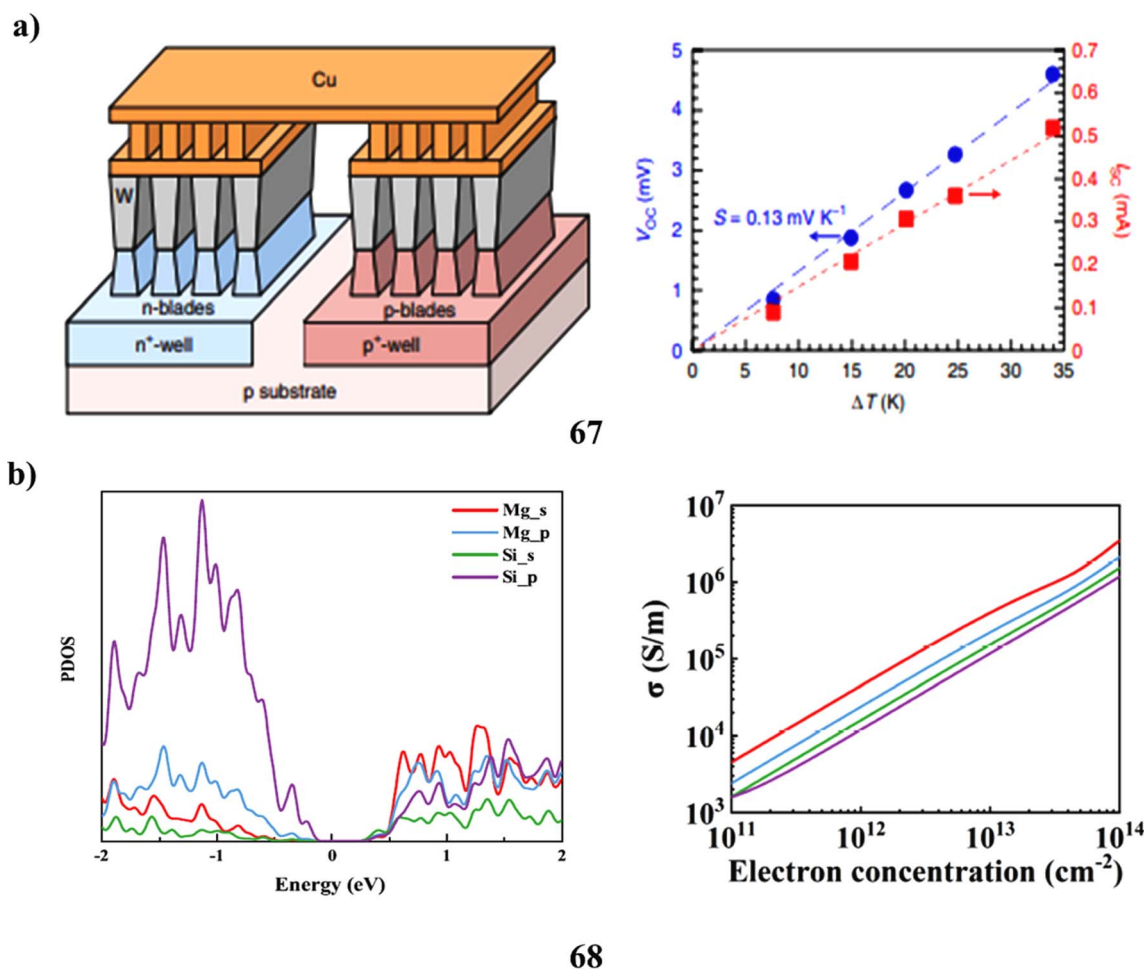 a)
Cu
W
n-blades
p-blades
n⁺-well
p⁺-well
p substrate
5
4
3
2
1
0
V_OC (mV)
S = 0.13 mV K⁻¹
0.7
0.6
0.5
0.4
0.3
0.2
0.1
0
I_SC (mA)
0 5 10 15 20 25 30 35
ΔT (K)
67
b)
PDOS
Mg_s
Mg_p
Si_s
Si_p
-2 -1 0 1 2
Energy (eV)
σ (S/m)
10⁷
10⁶
10⁵
10⁴
10³
10¹¹ 10¹² 10¹³ 10¹⁴
Electron concentration (cm⁻²)
68